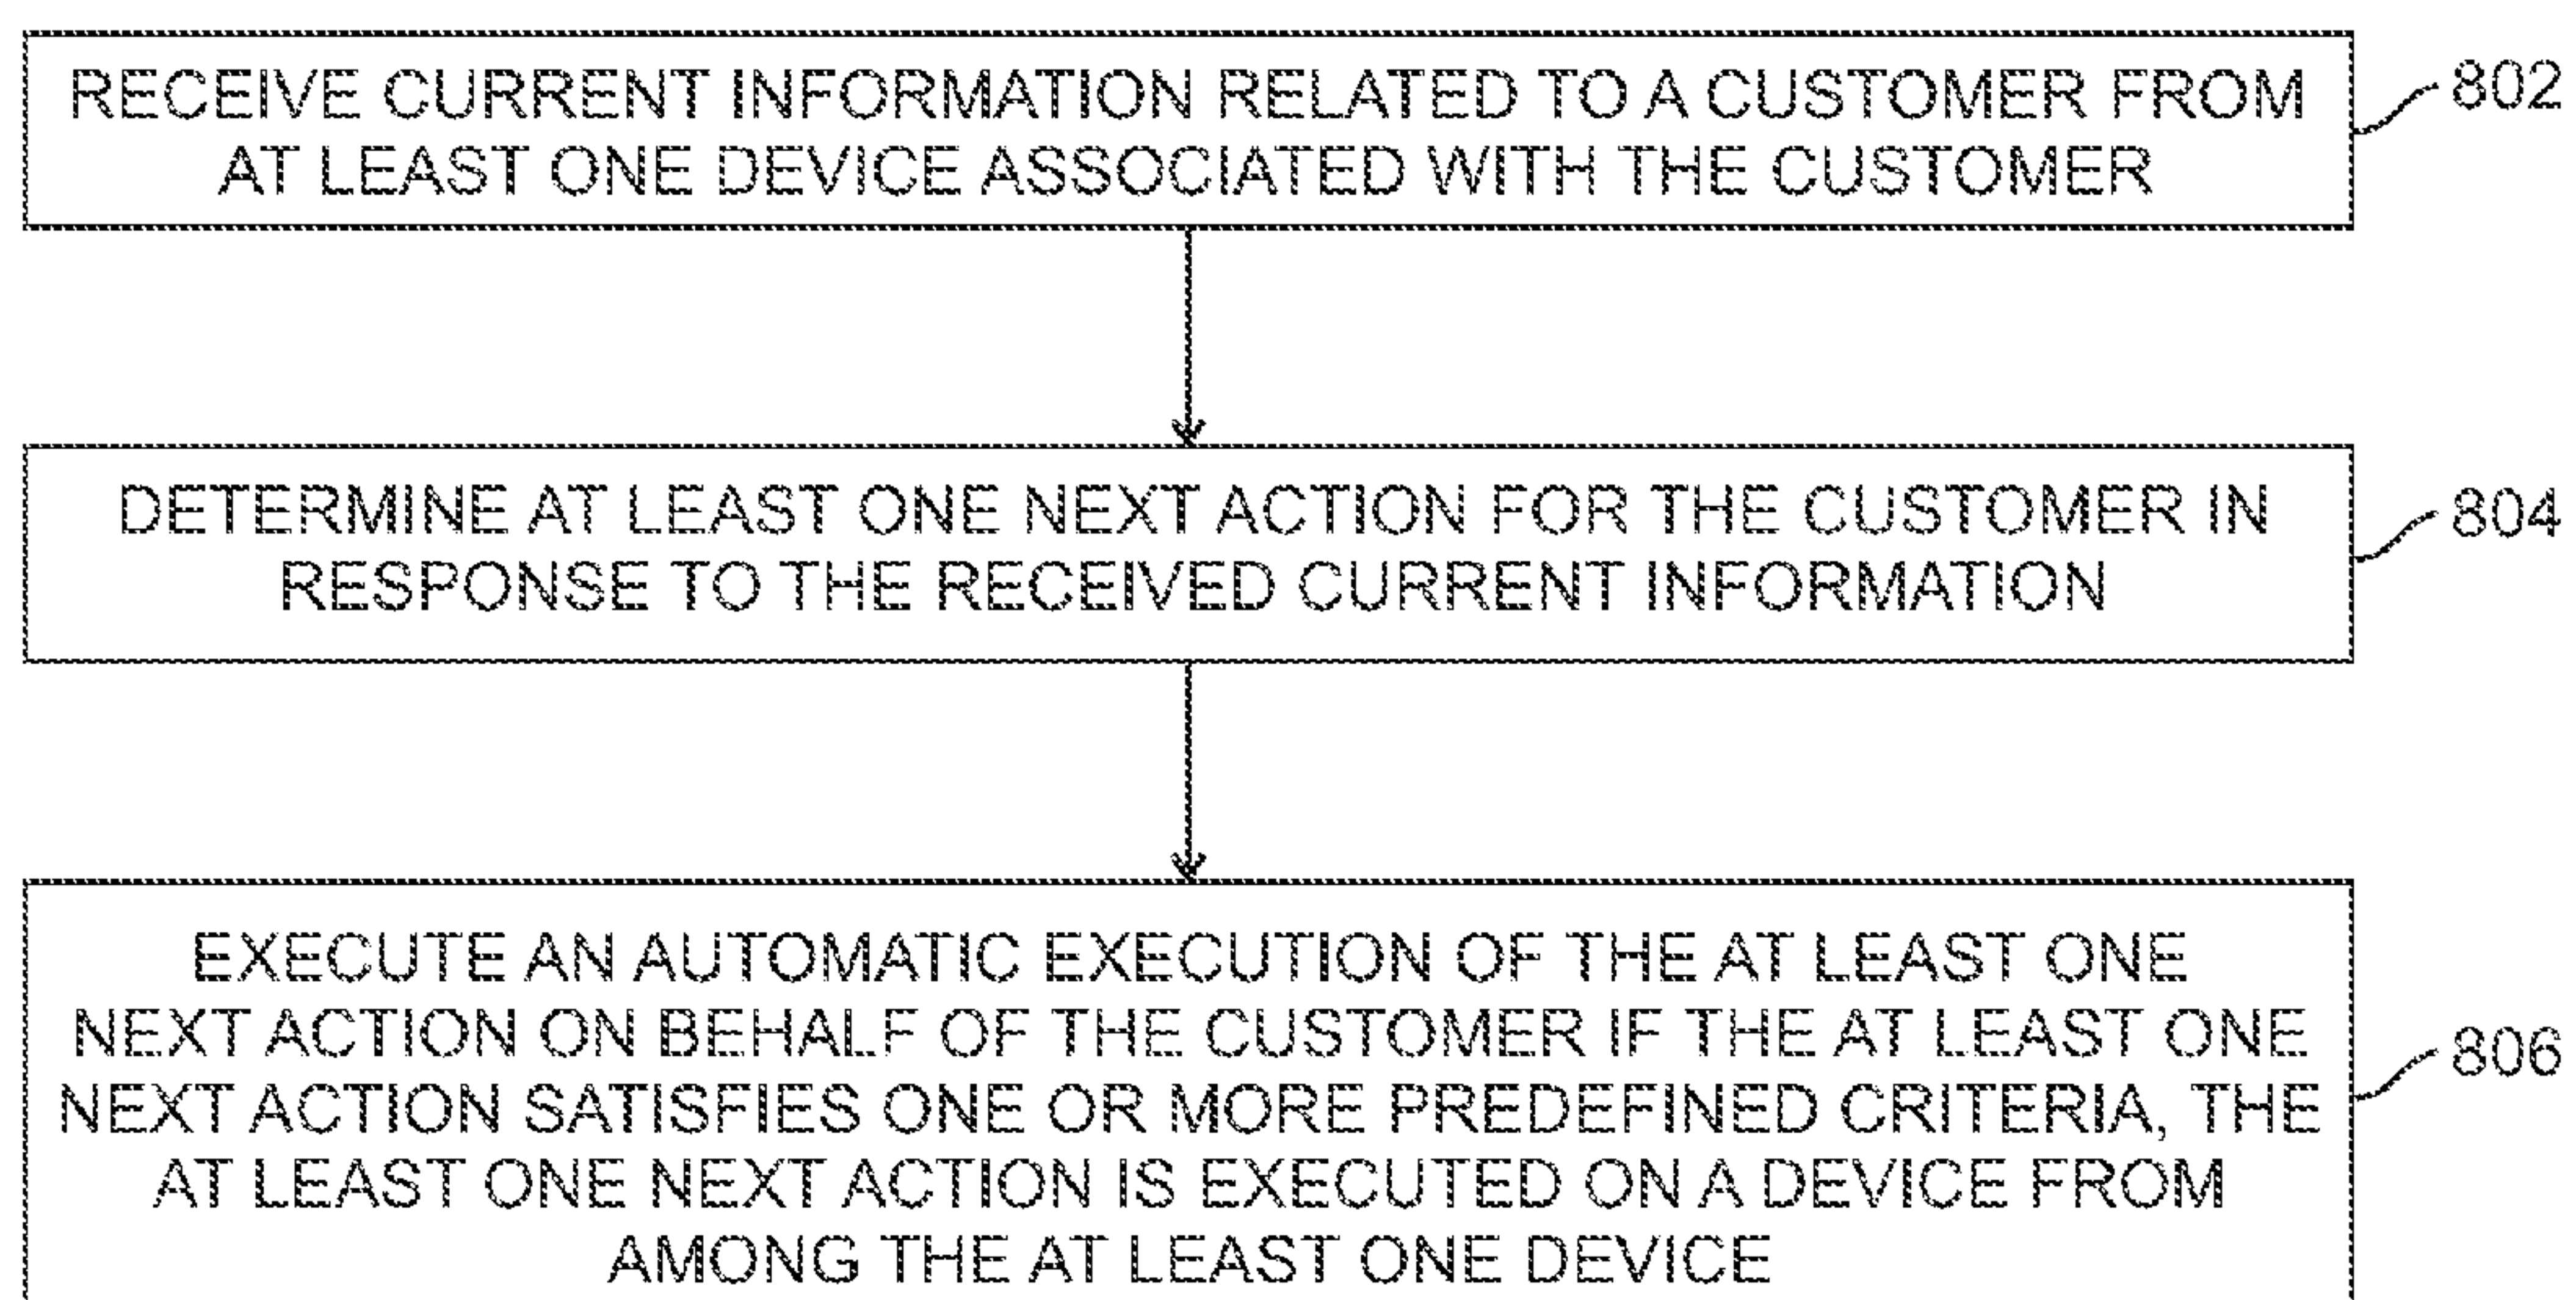 RECEIVE CURRENT INFORMATION RELATED TO A CUSTOMER FROM
AT LEAST ONE DEVICE ASSOCIATED WITH THE CUSTOMER
802
DETERMINE AT LEAST ONE NEXT ACTION FOR THE CUSTOMER IN
RESPONSE TO THE RECEIVED CURRENT INFORMATION
804
EXECUTE AN AUTOMATIC EXECUTION OF THE AT LEAST ONE
NEXT ACTION ON BEHALF OF THE CUSTOMER IF THE AT LEAST ONE
NEXT ACTION SATISFIES ONE OR MORE PREDEFINED CRITERIA, THE
AT LEAST ONE NEXT ACTION IS EXECUTED ON A DEVICE FROM
AMONG THE AT LEAST ONE DEVICE
806